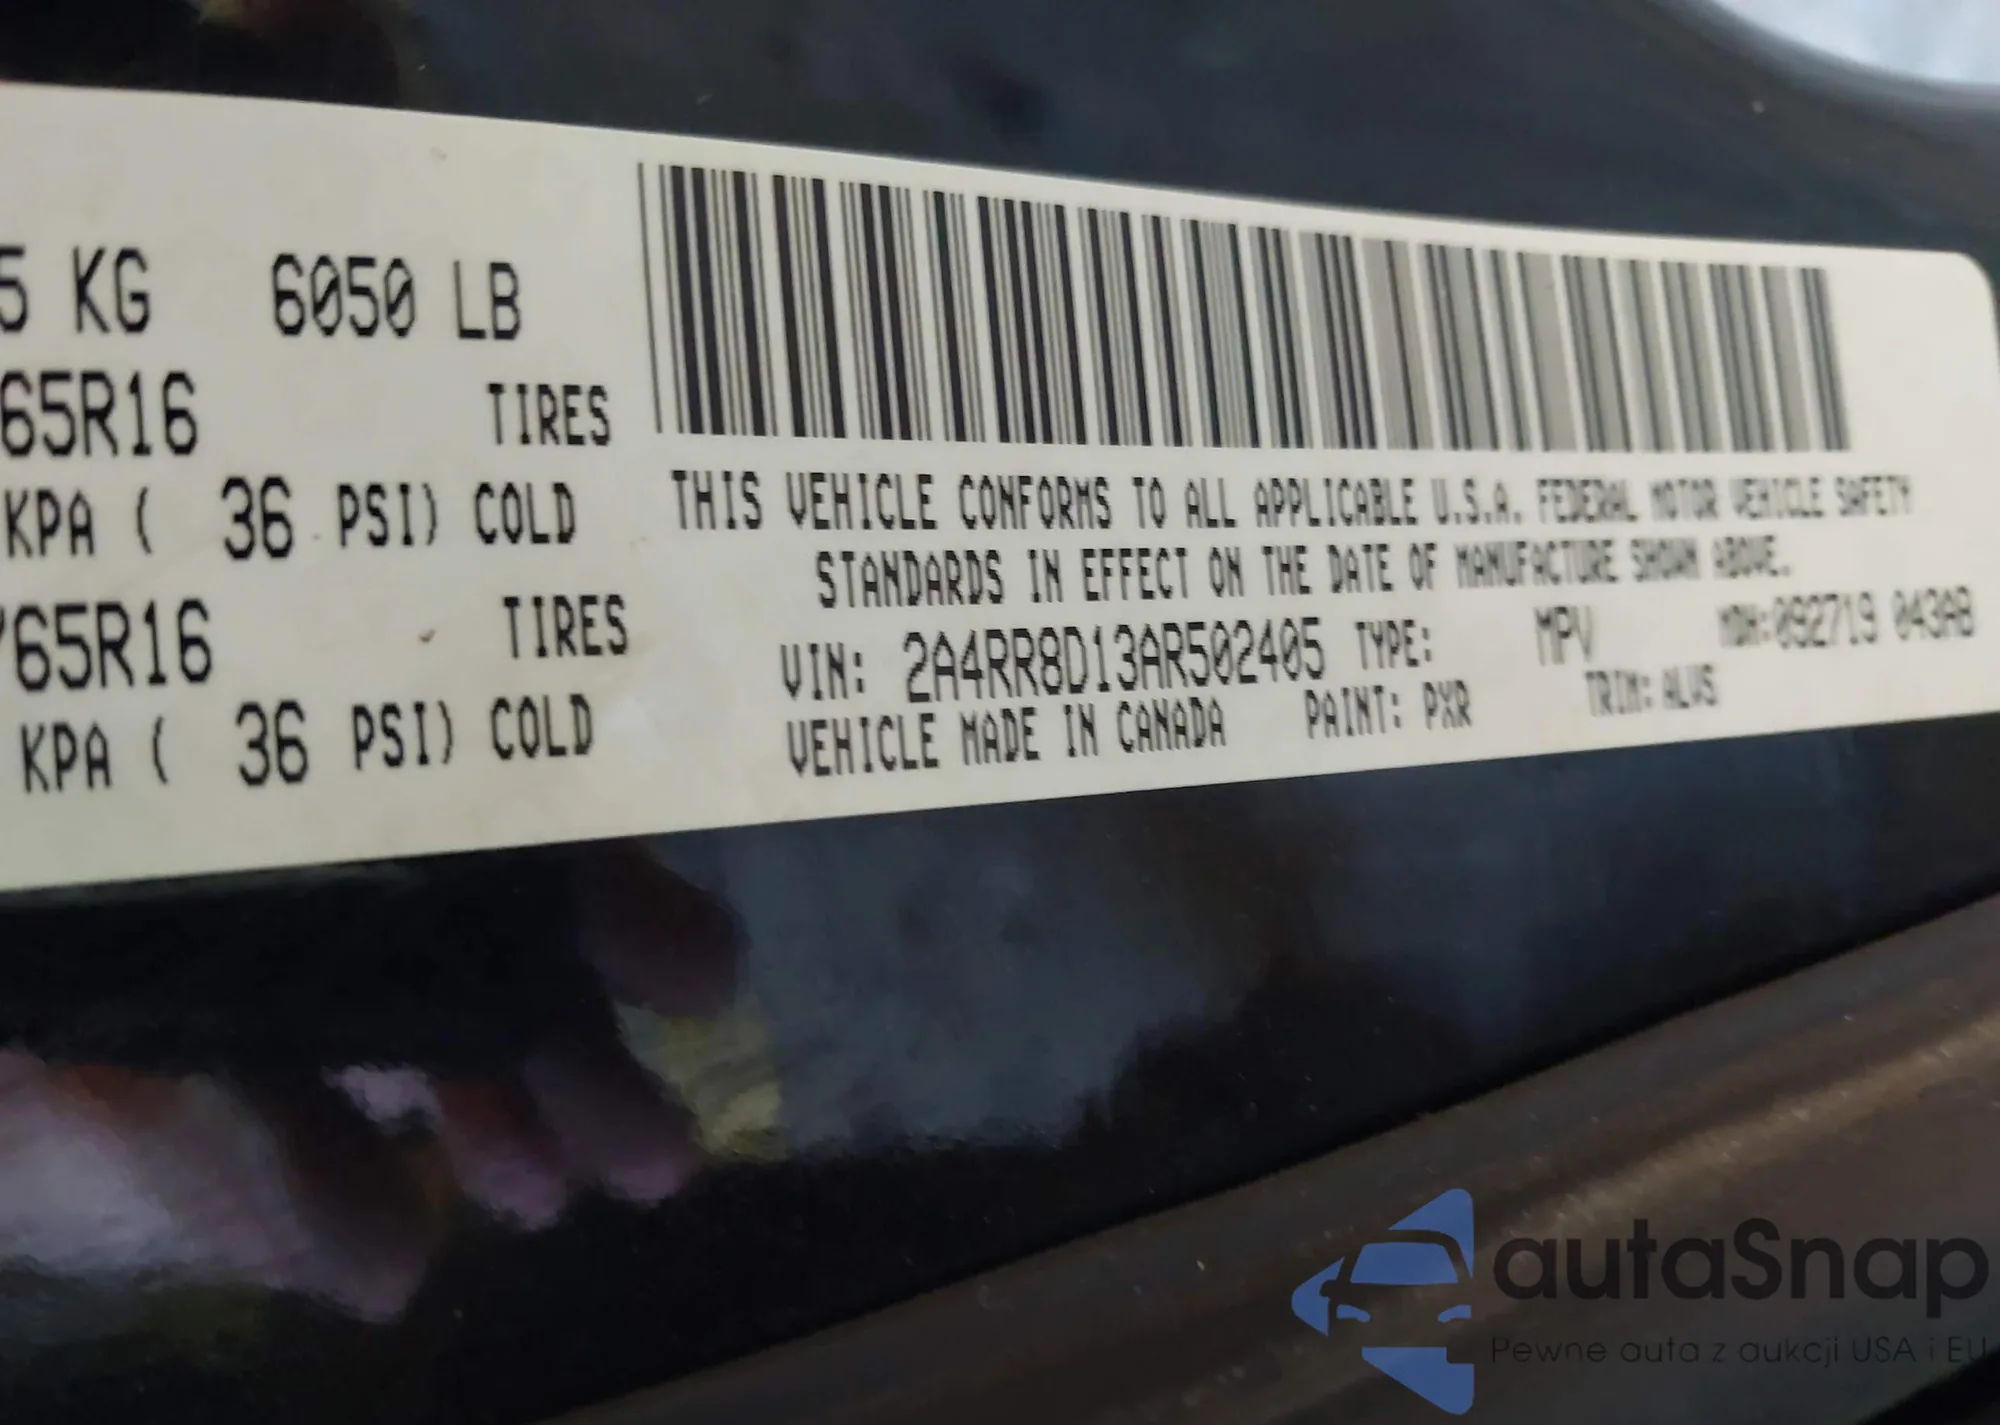 5 KG 6050 LB
65R16 TIRES
KPA ( 36 PSI) COLD
65R16 TIRES
KPA ( 36 PSI) COLD
THIS VEHICLE CONFORMS TO ALL APPLICABLE U.S.A. FEDERAL MOTOR VEHICLE SAFETY
STANDARDS IN EFFECT ON THE DATE OF MANUFACTURE SHOWN ABOVE.
VIN: 2A4RR8D13AR502405 TYPE: MPV MDH:092719 043AB
VEHICLE MADE IN CANADA PAINT: PXR TRIM: ALVS
autaSnap
Pewne auta z aukcji USA i EU